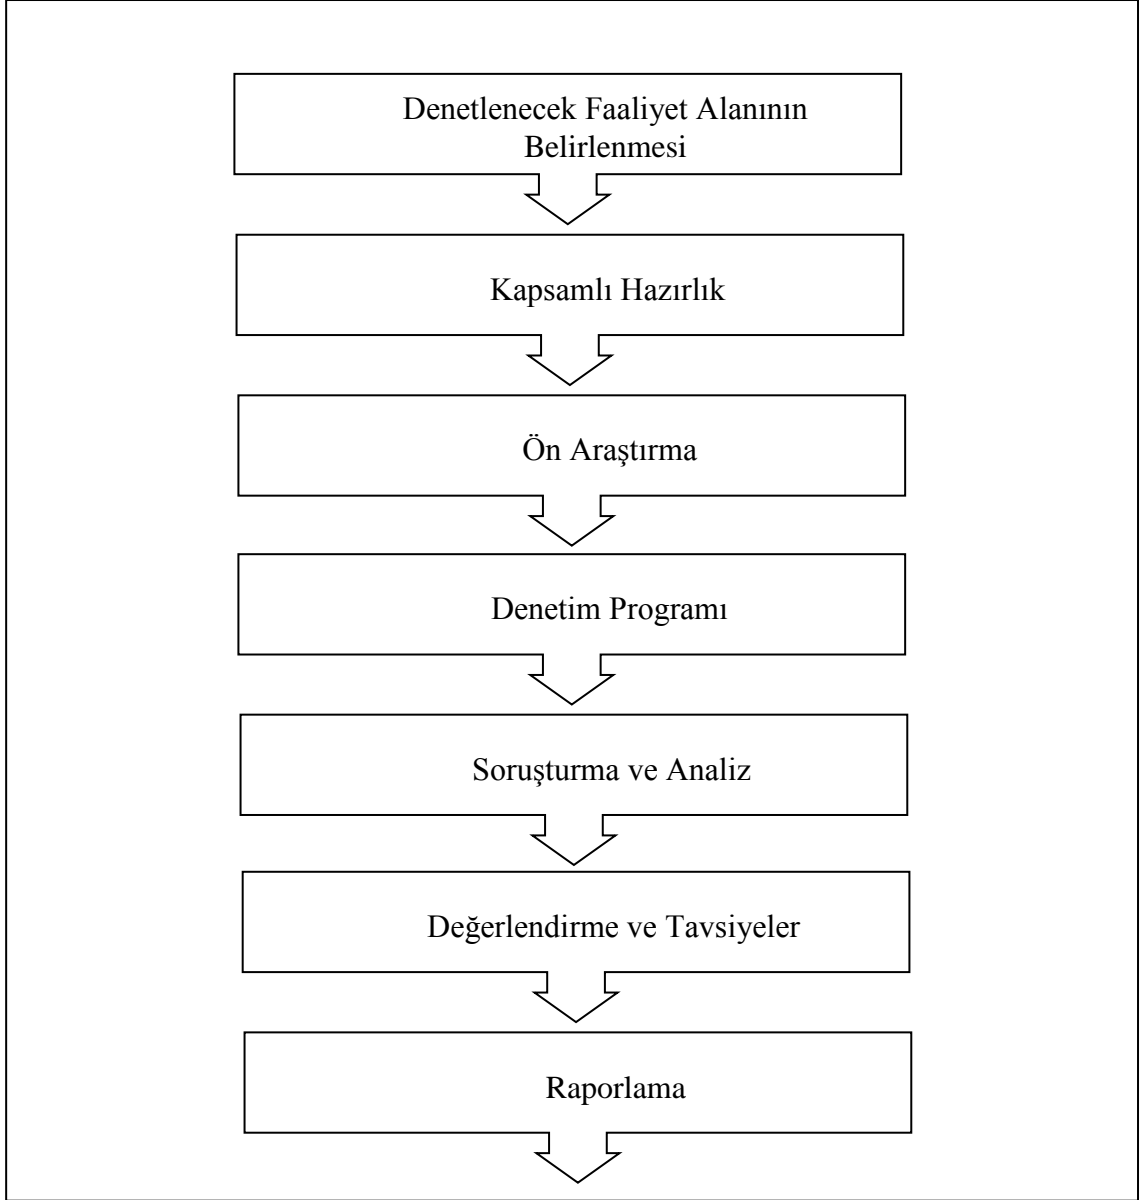 Denetlenecek Faaliyet Alanının
Belirlenmesi
Kapsamlı Hazırlık
Ön Araştırma
Denetim Programı
Soruşturma ve Analiz
Değerlendirme ve Tavsiyeler
Raporlama